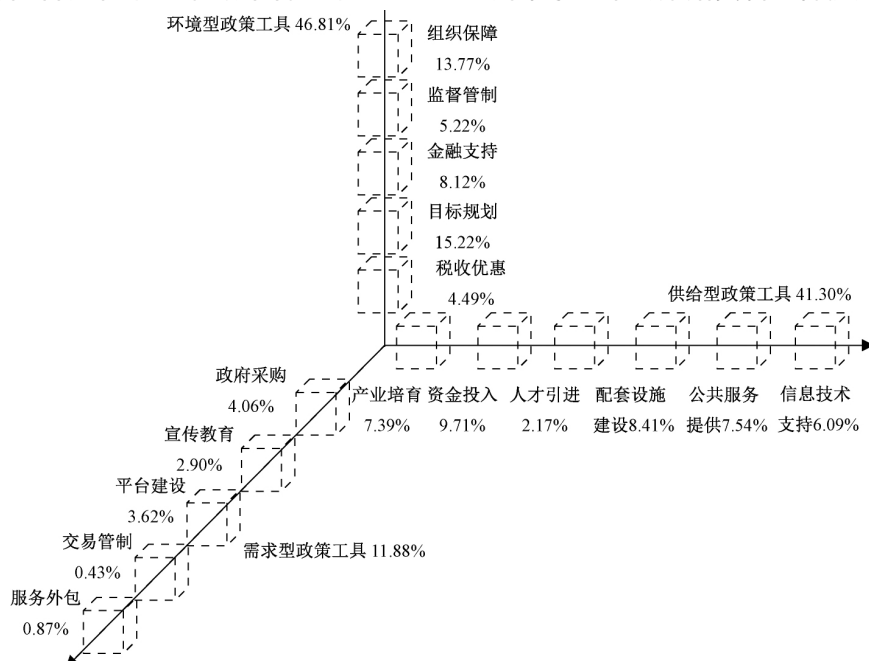 环境型政策工具 46.81%
组织保障
13.77%
监督管制
5.22%
金融支持
8.12%
目标规划
15.22%
税收优惠
4.49%
供给型政策工具 41.30%
产业培育
7.39%
资金投入
9.71%
人才引进
2.17%
配套设施
建设8.41%
公共服务
提供7.54%
信息技术
支持6.09%
政府采购
4.06%
宣传教育
2.90%
平台建设
3.62%
交易管制
0.43%
服务外包
0.87%
需求型政策工具 11.88%